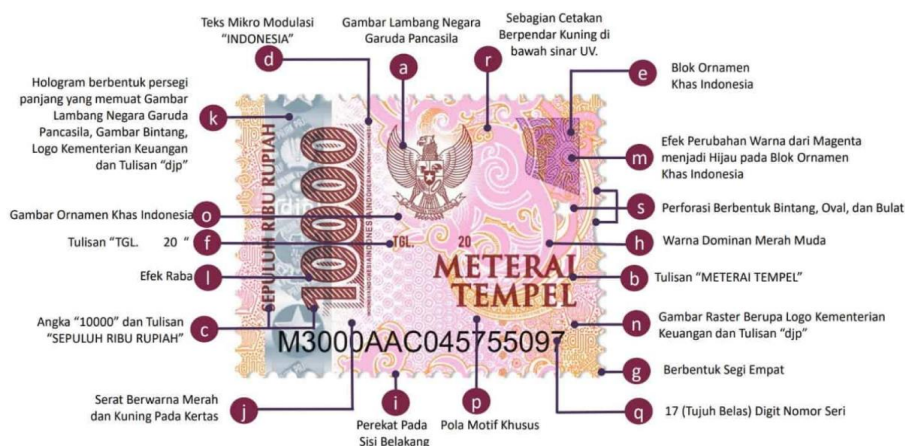 Teks Mikro Modulasi
"INDONESIA"
d
Gambar Lambang Negara
Garuda Pancasila
a
Sebagian Cetakan
Berpendar Kuning di
bawah sinar UV.
r
e
Blok Ornamen
Khas Indonesia
Hologram berbentuk persegi
panjang yang memuat Gambar
Lambang Negara Garuda
Pancasila, Gambar Bintang,
Logo Kementerian Keuangan
dan Tulisan "djp"
k
m
Efek Perubahan Warna dari Magenta
menjadi Hijau pada Blok Ornamen
Khas Indonesia
Gambar Ornamen Khas Indonesia
o
s
Perforasi Berbentuk Bintang, Oval, dan Bulat
Tulisan "TGL. 20 "
f
h
Warna Dominan Merah Muda
Efek Raba
l
b
Tulisan "METERAI TEMPEL"
Angka "10000" dan Tulisan
"SEPULUH RIBU RUPIAH"
c
n
Gambar Raster Berupa Logo Kementerian
Keuangan dan Tulisan "djp"
g
Berbentuk Segi Empat
Serat Berwarna Merah
dan Kuning Pada Kertas
j
i
Perekat Pada
Sisi Belakang
p
Pola Motif Khusus
q
17 (Tujuh Belas) Digit Nomor Seri
SEPULUH RIBU RUPIAH
10000
TGL. 20
METERAI
TEMPEL
M3000AAC045755097